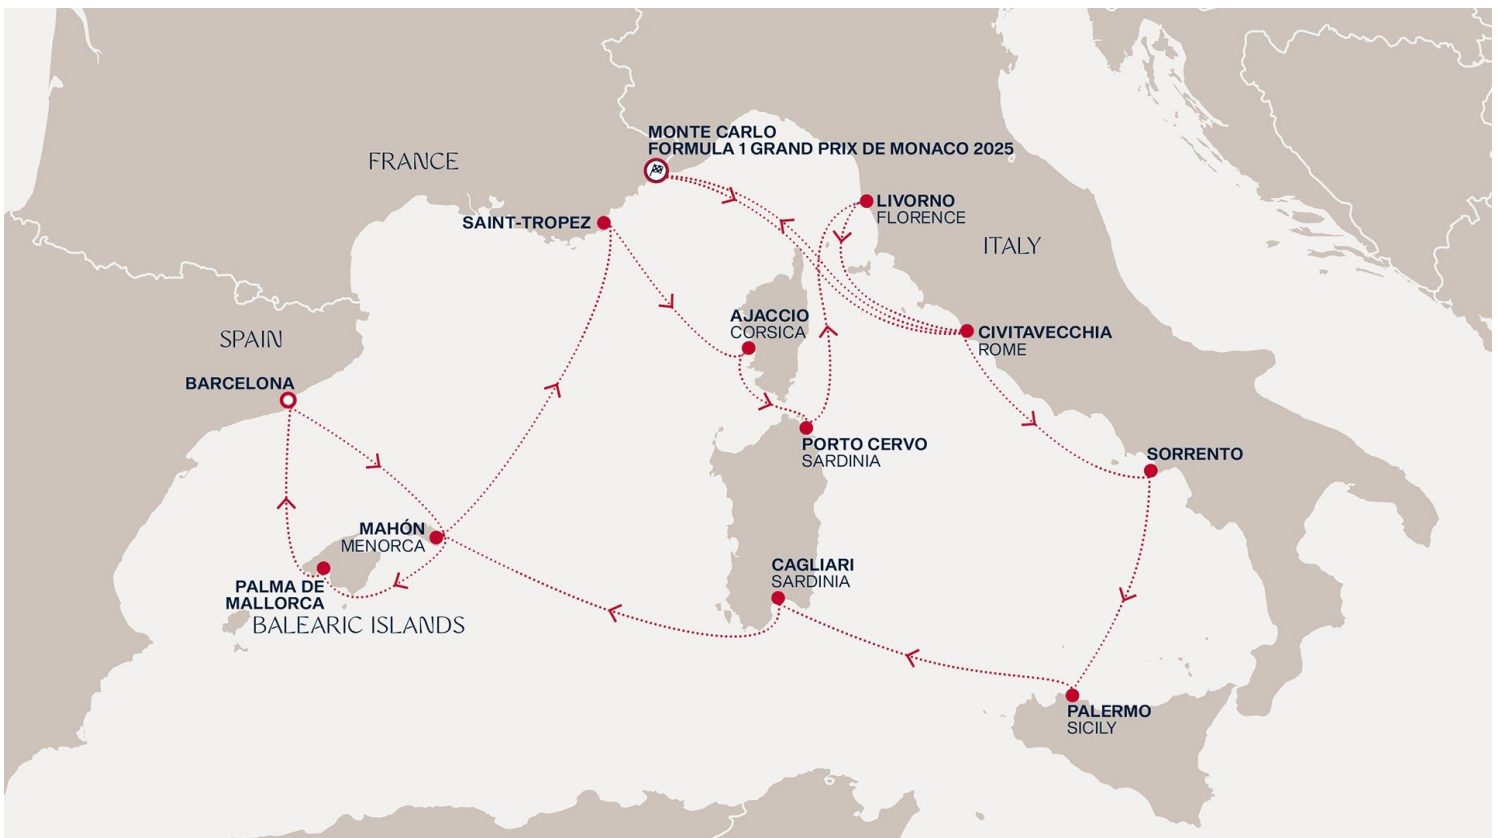 MONTE CARLO
FORMULA 1 GRAND PRIX DE MONACO 2025
FRANCE
LIVORNO
FLORENCE
SAINT-TROPEZ
ITALY
AJACCIO
CORSICA
SPAIN
CIVITAVECCHIA
ROME
BARCELONA
PORTO CERVO
SARDINIA
SORRENTO
MAHÓN
MENORCA
CAGLIARI
SARDINIA
PALMA DE
MALLORCA
BALEARIC ISLANDS
PALERMO
SICILY